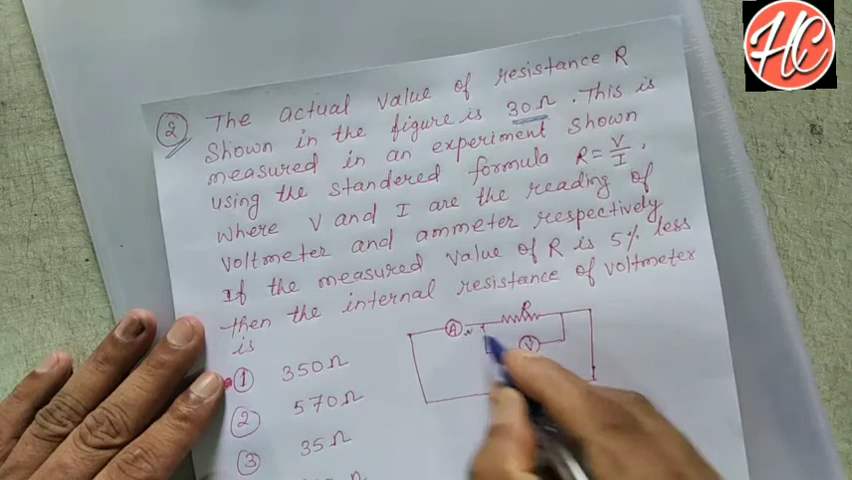 HC
② The actual value of resistance R
shown in the figure is 30Ω. This is
measured in an experiment shown
using the standered formula R = V/I,
where V and I are the reading of
voltmeter and ammeter respectively
If the measured value of R is 5% less
then the internal resistance of voltmeter
is
① 350Ω
② 570Ω
③ 35Ω
R
A
V